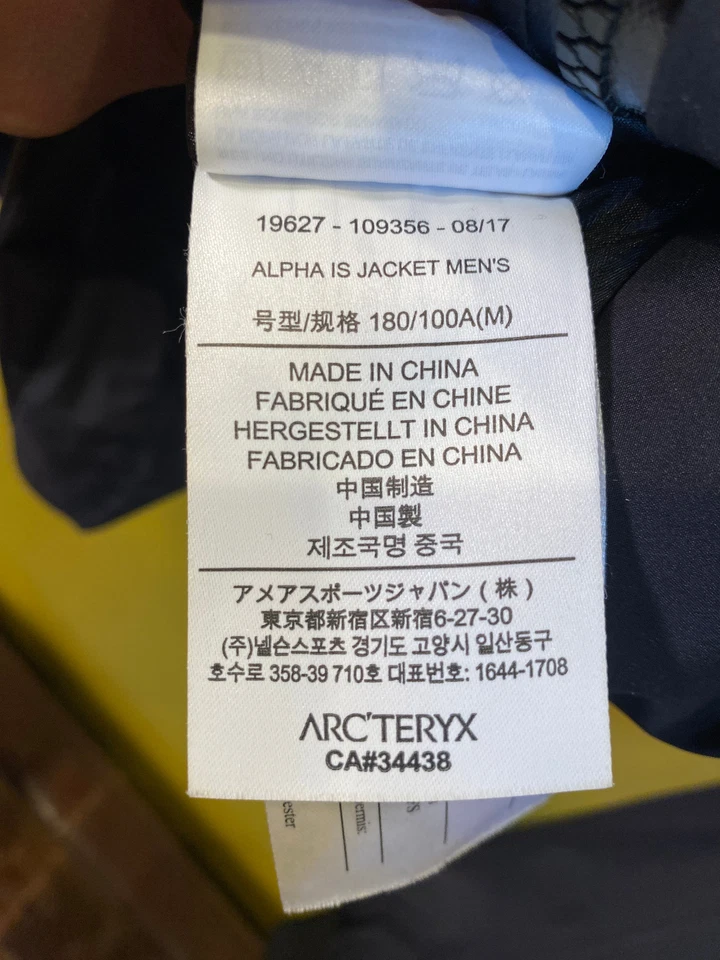 19627 - 109356 - 08/17
ALPHA IS JACKET MEN'S
号型/规格 180/100A(M)
MADE IN CHINA
FABRIQUÉ EN CHINE
HERGESTELLT IN CHINA
FABRICADO EN CHINA
中国制造
中国製
제조국명 중국
アメアスポーツジャパン ( 株 )
東京都新宿区新宿6-27-30
(주)넬슨스포츠 경기도 고양시 일산동구
호수로 358-39 710호 대표번호: 1644-1708
ARC'TERYX
CA#34438